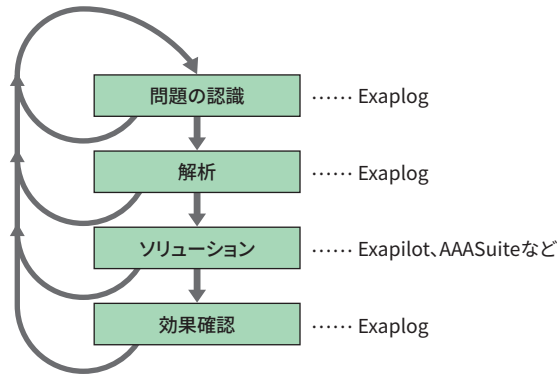 問題の認識 …… Exaplog
解析 …… Exaplog
ソリューション …… Exapilot、AAASuiteなど
効果確認 …… Exaplog